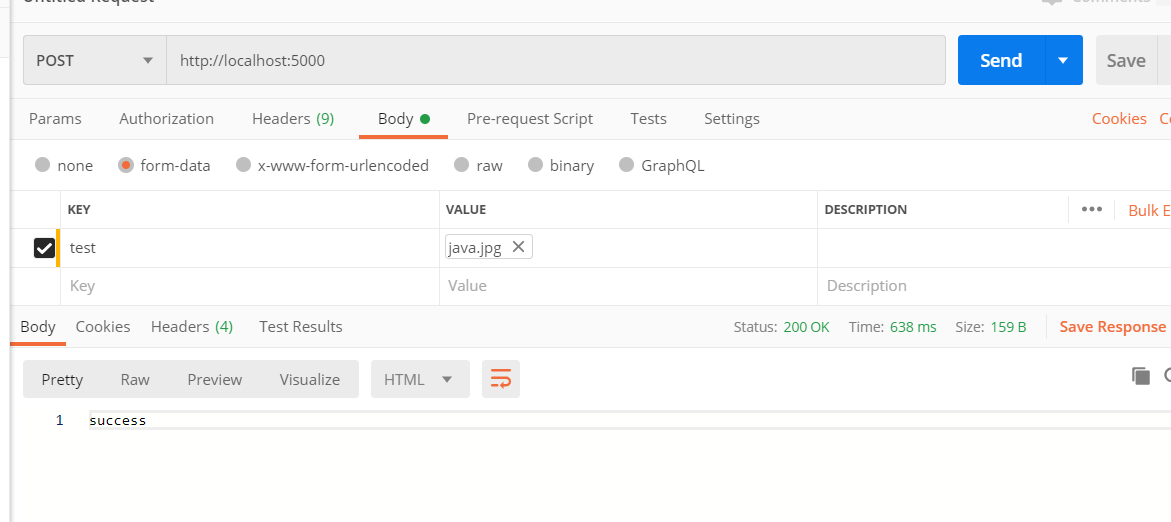 Untitled Request Comments
POST http://localhost:5000 Send Save
Params Authorization Headers (9) Body Pre-request Script Tests Settings Cookies
none form-data x-www-form-urlencoded raw binary GraphQL
KEY VALUE DESCRIPTION ••• Bulk E
test java.jpg
Key Value Description
Body Cookies Headers (4) Test Results Status: 200 OK Time: 638 ms Size: 159 B Save Response
Pretty Raw Preview Visualize HTML
1 success